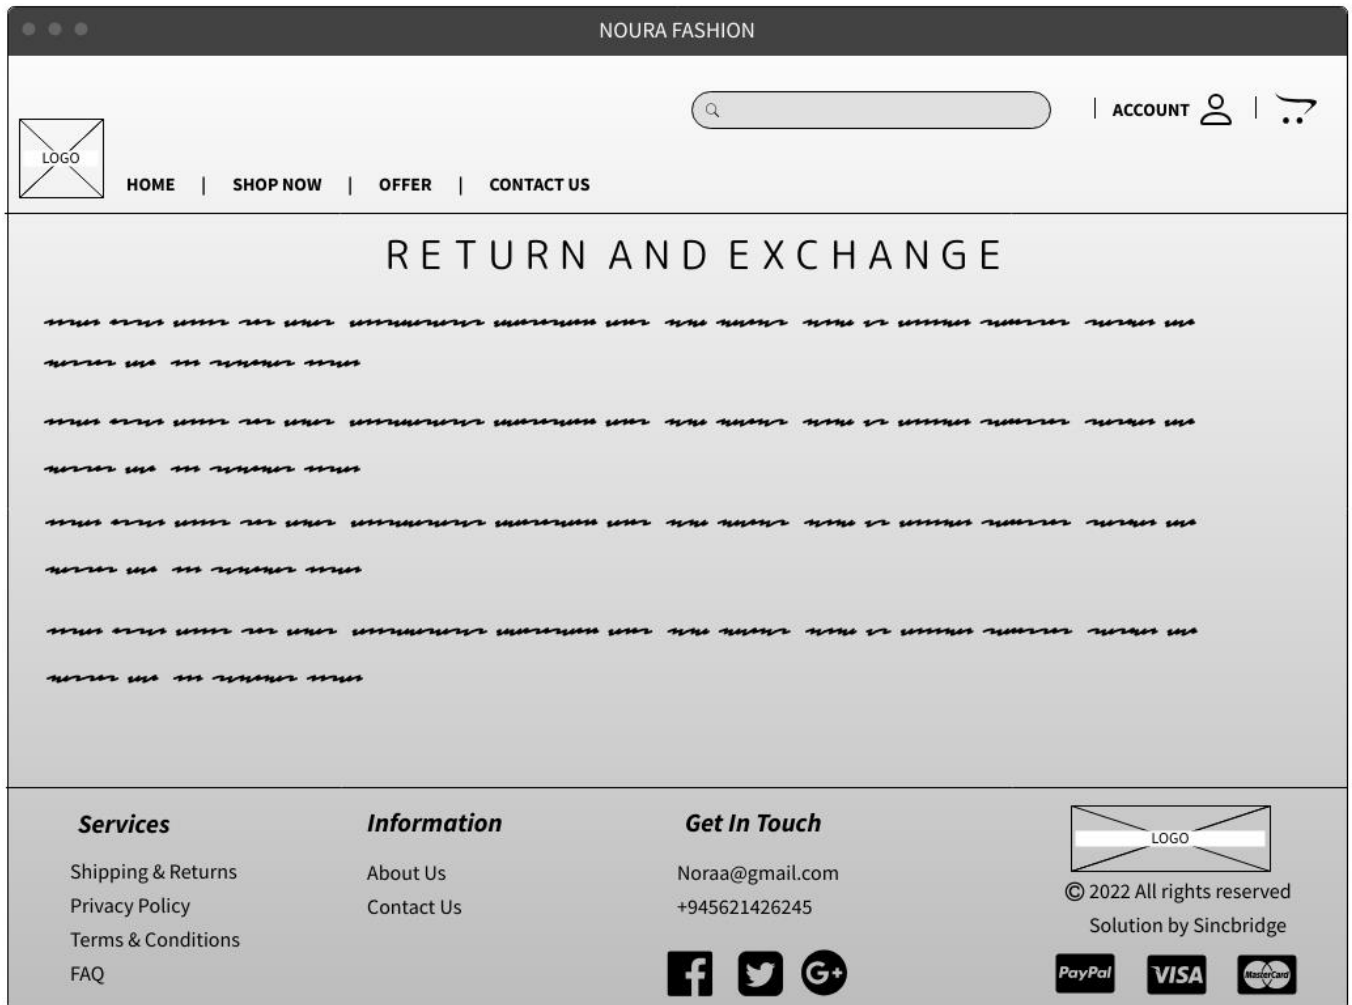 NOURA FASHION
ACCOUNT
LOGO
HOME | SHOP NOW | OFFER | CONTACT US
RETURN AND EXCHANGE
Services
Shipping & Returns
Privacy Policy
Terms & Conditions
FAQ
Information
About Us
Contact Us
Get In Touch
Noraa@gmail.com
+945621426245
LOGO
© 2022 All rights reserved
Solution by Sincbridge
PayPal
VISA
MasterCard